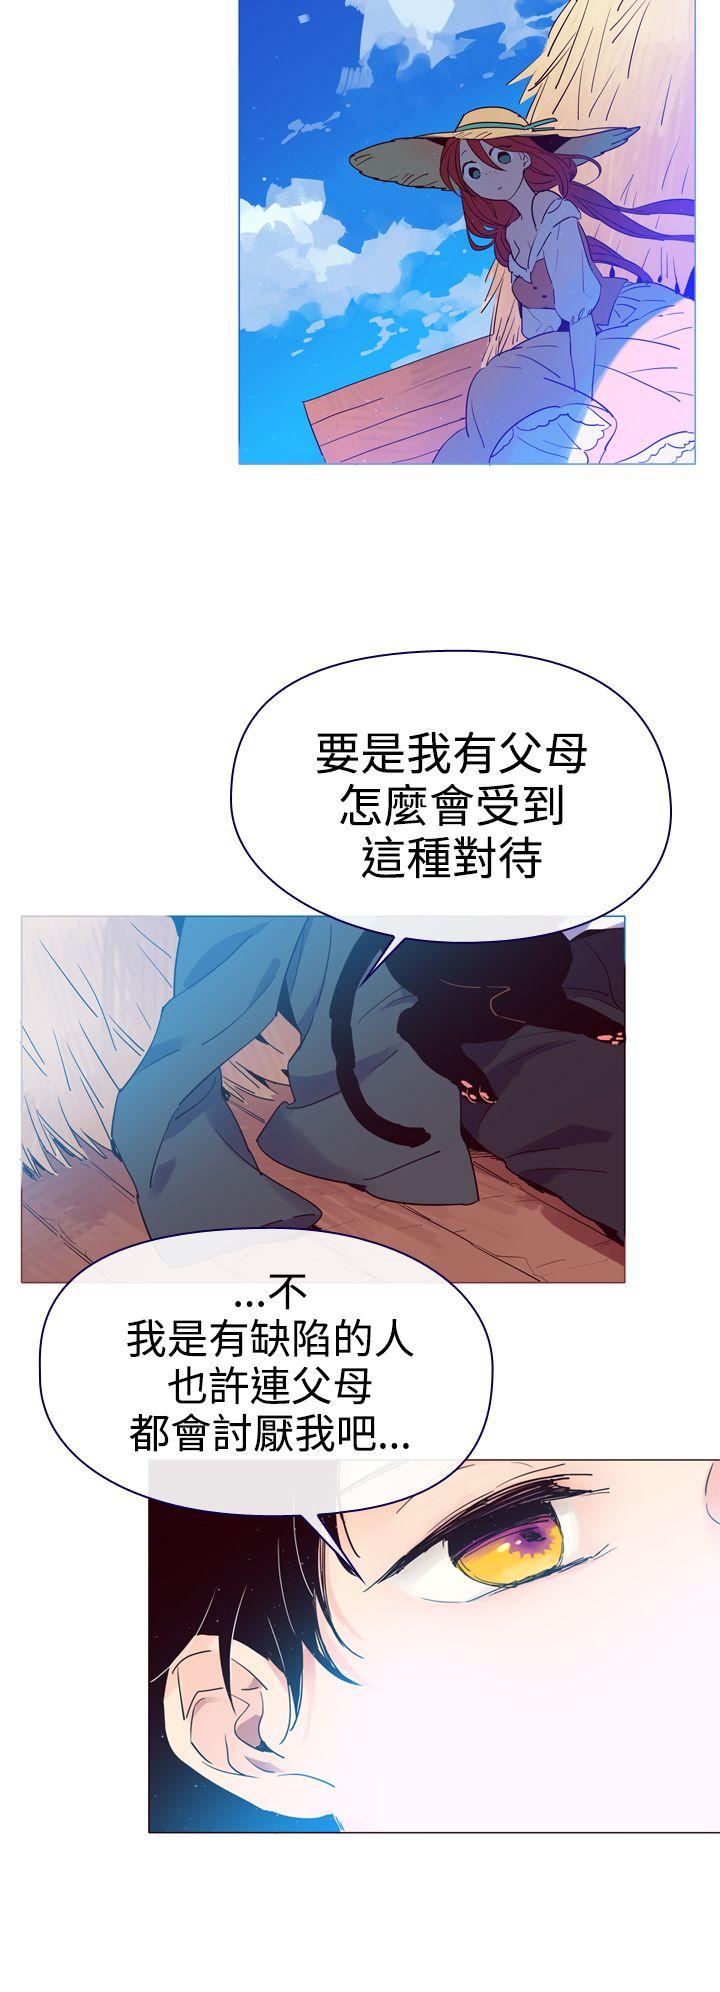 要是我有父母
怎麼會受到
這種對待
…不
我是有缺陷的人
也許連父母
都會討厭我吧…